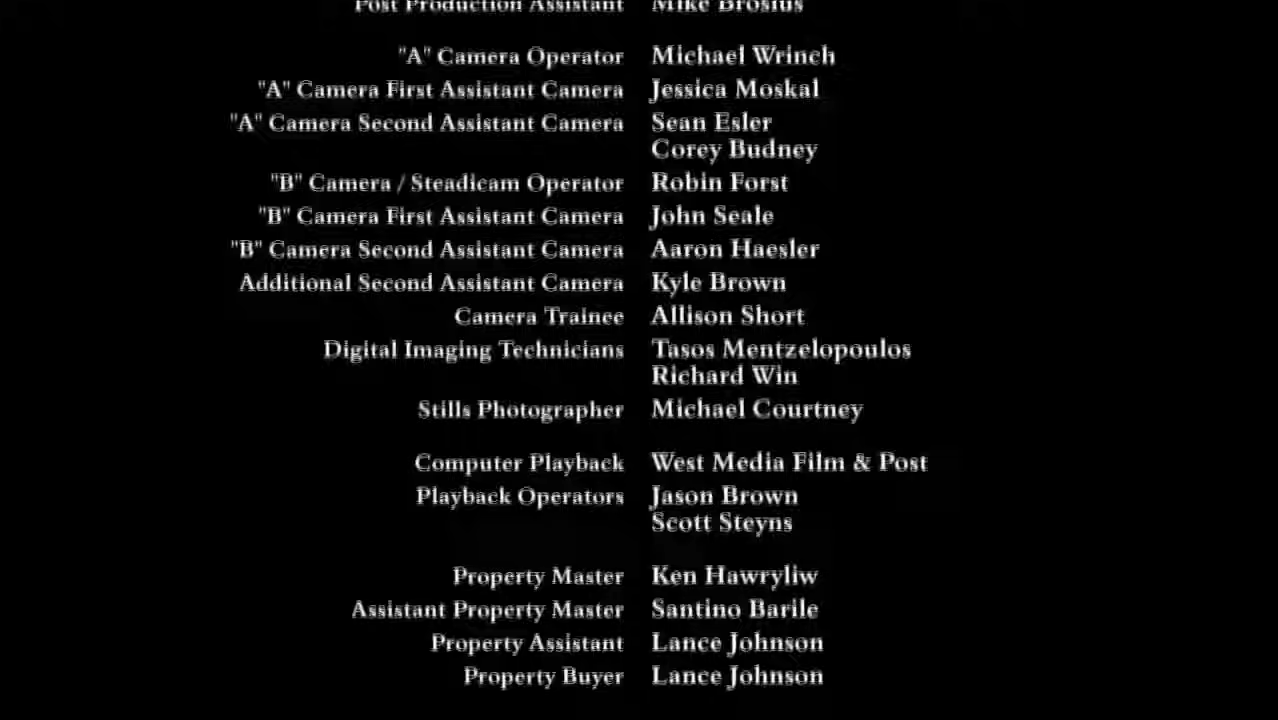 Post Production Assistant Mike Brosius
"A" Camera Operator Michael Wrinch
"A" Camera First Assistant Camera Jessica Moskal
"A" Camera Second Assistant Camera Sean Esler
Corey Budney
"B" Camera / Steadicam Operator Robin Forst
"B" Camera First Assistant Camera John Seale
"B" Camera Second Assistant Camera Aaron Haesler
Additional Second Assistant Camera Kyle Brown
Camera Trainee Allison Short
Digital Imaging Technicians Tasos Mentzelopoulos
Richard Win
Stills Photographer Michael Courtney
Computer Playback West Media Film & Post
Playback Operators Jason Brown
Scott Steyns
Property Master Ken Hawryliw
Assistant Property Master Santino Barile
Property Assistant Lance Johnson
Property Buyer Lance Johnson